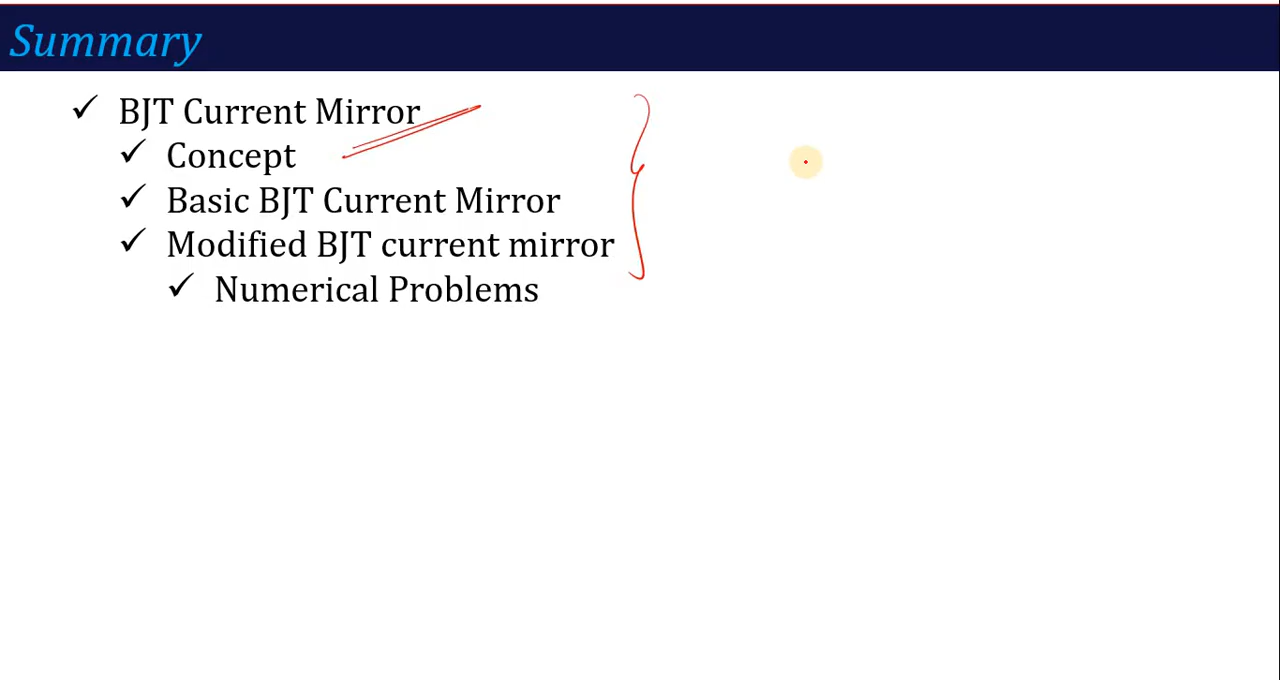 Summary
✓ BJT Current Mirror
✓ Concept
✓ Basic BJT Current Mirror
✓ Modified BJT current mirror
✓ Numerical Problems